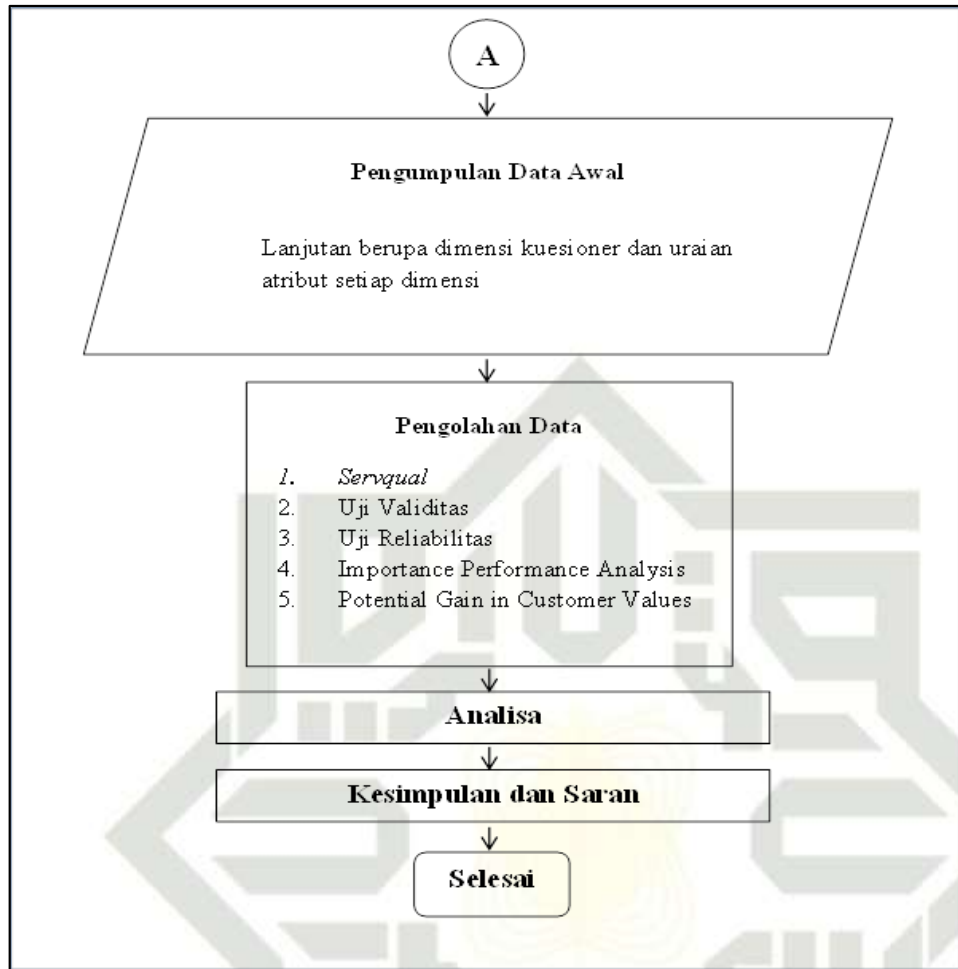 A
Pengumpulan Data Awal
Lanjutan berupa dimensi kuesioner dan uraian
atribut setiap dimensi
Pengolahan Data
1. Servqual
2. Uji Validitas
3. Uji Reliabilitas
4. Importance Performance Analysis
5. Potential Gain in Customer Values
Analisa
Kesimpulan dan Saran
Selesai